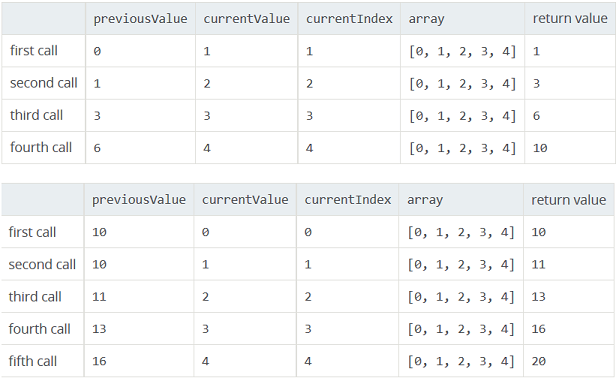 previousValue currentValue currentIndex array return value
first call 0 1 1 [0, 1, 2, 3, 4] 1
second call 1 2 2 [0, 1, 2, 3, 4] 3
third call 3 3 3 [0, 1, 2, 3, 4] 6
fourth call 6 4 4 [0, 1, 2, 3, 4] 10
previousValue currentValue currentIndex array return value
first call 10 0 0 [0, 1, 2, 3, 4] 10
second call 10 1 1 [0, 1, 2, 3, 4] 11
third call 11 2 2 [0, 1, 2, 3, 4] 13
fourth call 13 3 3 [0, 1, 2, 3, 4] 16
fifth call 16 4 4 [0, 1, 2, 3, 4] 20